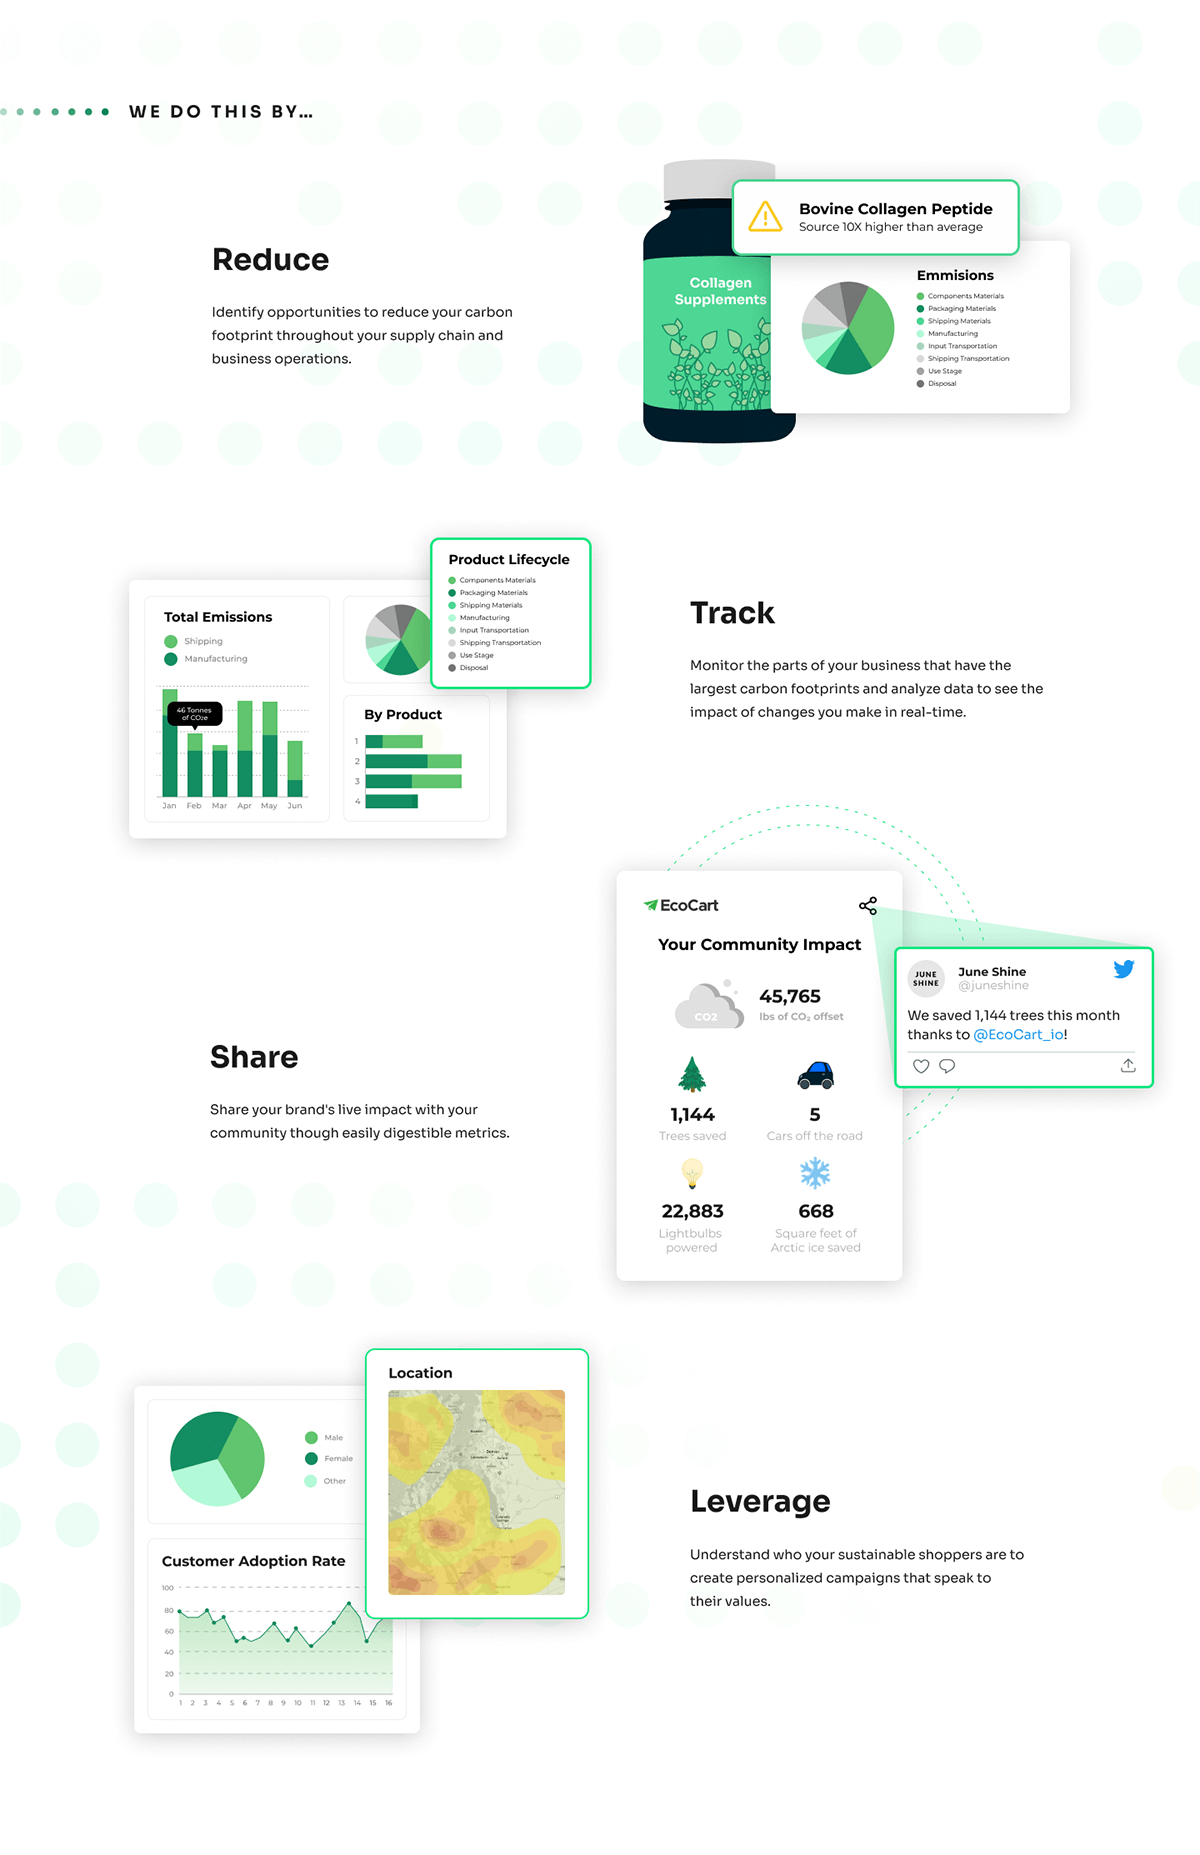 WE DO THIS BY...
Reduce
Identify opportunities to reduce your carbon
footprint throughout your supply chain and
business operations.
Bovine Collagen Peptide
Source 10X higher than average
Collagen
Supplements
Emmisions
Components Materials
Packaging Materials
Shipping Materials
Manufacturing
Input Transportation
Shipping Transportation
Use Stage
Disposal
Total Emissions
Shipping
Manufacturing
46 Tonnes
of CO₂e
Jan Feb Mar Apr May Jun
Product Lifecycle
Components Materials
Packaging Materials
Shipping Materials
Manufacturing
Input Transportation
Shipping Transportation
Use Stage
Disposal
By Product
1
2
3
4
Track
Monitor the parts of your business that have the
largest carbon footprints and analyze data to see the
impact of changes you make in real-time.
Share
Share your brand's live impact with your
community though easily digestible metrics.
EcoCart
Your Community Impact
CO2
45,765
lbs of CO₂ offset
1,144
Trees saved
5
Cars off the road
22,883
Lightbulbs
powered
668
Square feet of
Arctic ice saved
JUNE
SHINE
June Shine
@juneshine
We saved 1,144 trees this month
thanks to @EcoCart_io!
Male
Female
Other
Customer Adoption Rate
100
80
60
40
20
0
1 2 3 4 5 6 7 8 9 10 11 12 13 14 15 16
Location
Denver
Leverage
Understand who your sustainable shoppers are to
create personalized campaigns that speak to
their values.